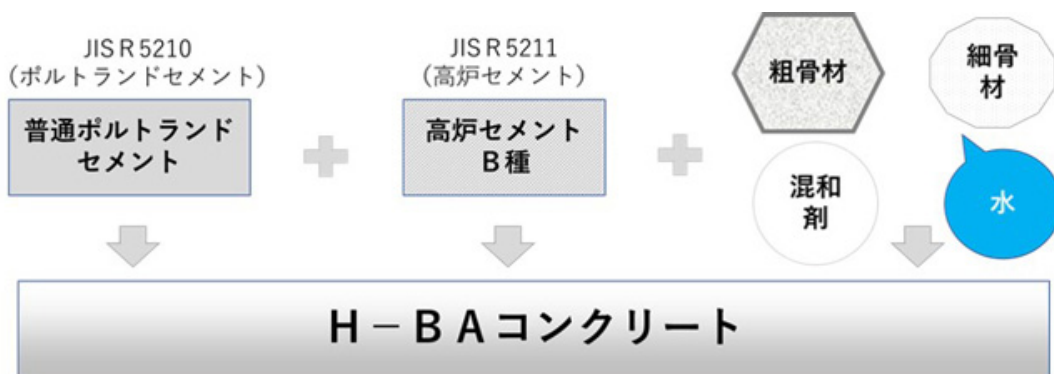 JIS R 5210
(ポルトランドセメント)
普通ポルトランド
セメント
JIS R 5211
(高炉セメント)
高炉セメント
B種
粗骨材
細骨
材
混和
剤
水
H－BAコンクリート